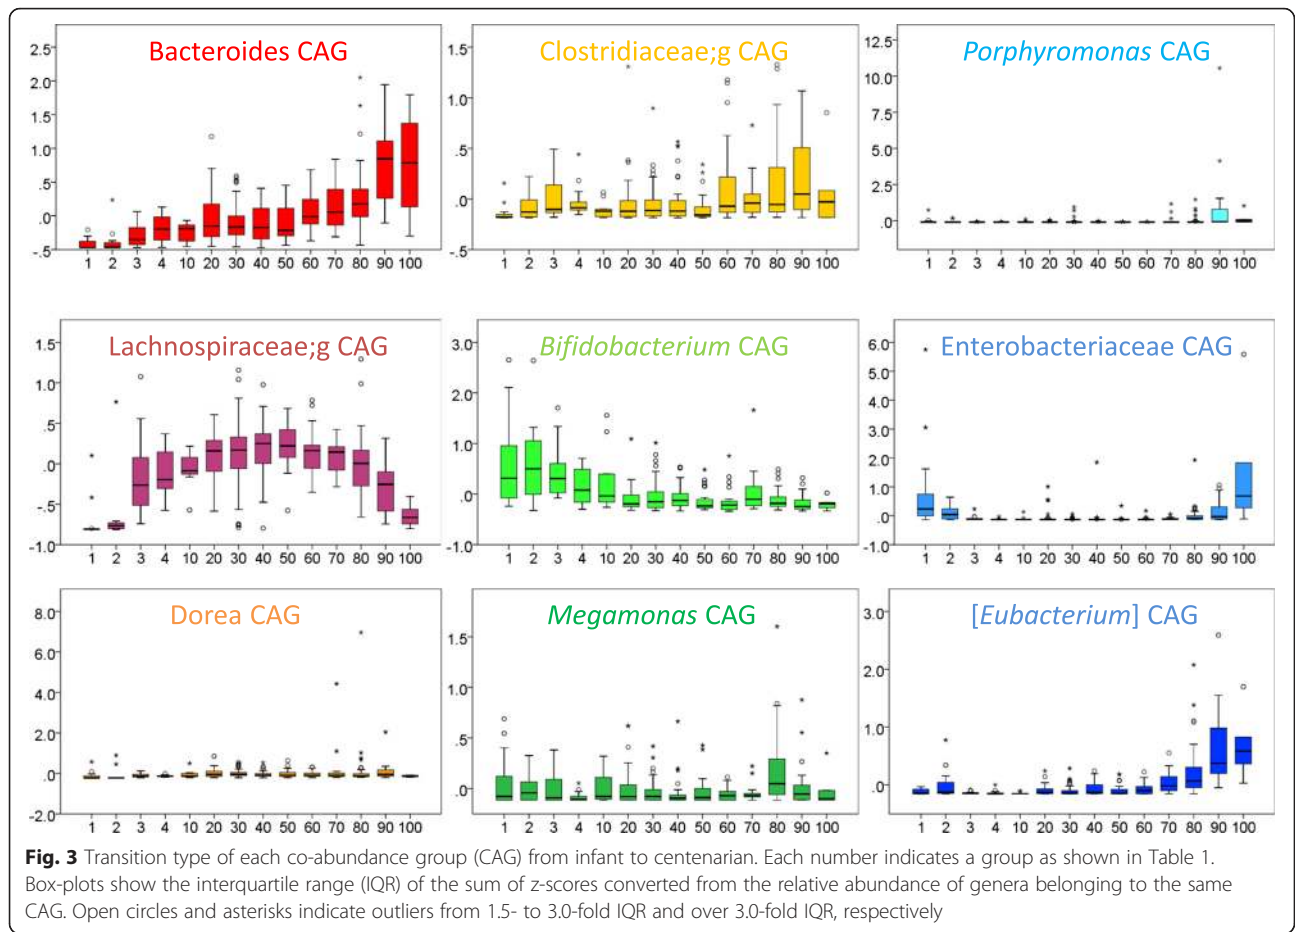 Bacteroides CAG
2.5
2.0
1.5
1.0
.5
.0
-.5
1 2 3 4 10 20 30 40 50 60 70 80 90 100
Clostridiaceae;g CAG
1.5
1.0
.5
.0
-.5
1 2 3 4 10 20 30 40 50 60 70 80 90 100
Porphyromonas CAG
12.5
10.0
7.5
5.0
2.5
.0
1 2 3 4 10 20 30 40 50 60 70 80 90 100
Lachnospiraceae;g CAG
1.5
1.0
.5
.0
-.5
-1.0
1 2 3 4 10 20 30 40 50 60 70 80 90 100
Bifidobacterium CAG
3.0
2.0
1.0
.0
-1.0
1 2 3 4 10 20 30 40 50 60 70 80 90 100
Enterobacteriaceae CAG
6.0
5.0
4.0
3.0
2.0
1.0
.0
-1.0
1 2 3 4 10 20 30 40 50 60 70 80 90 100
Dorea CAG
8.0
6.0
4.0
2.0
.0
-2.0
1 2 3 4 10 20 30 40 50 60 70 80 90 100
Megamonas CAG
1.5
1.0
.5
.0
1 2 3 4 10 20 30 40 50 60 70 80 90 100
[Eubacterium] CAG
3.0
2.0
1.0
.0
1 2 3 4 10 20 30 40 50 60 70 80 90 100
Fig. 3 Transition type of each co-abundance group (CAG) from infant to centenarian. Each number indicates a group as shown in Table 1.
Box-plots show the interquartile range (IQR) of the sum of z-scores converted from the relative abundance of genera belonging to the same
CAG. Open circles and asterisks indicate outliers from 1.5- to 3.0-fold IQR and over 3.0-fold IQR, respectively